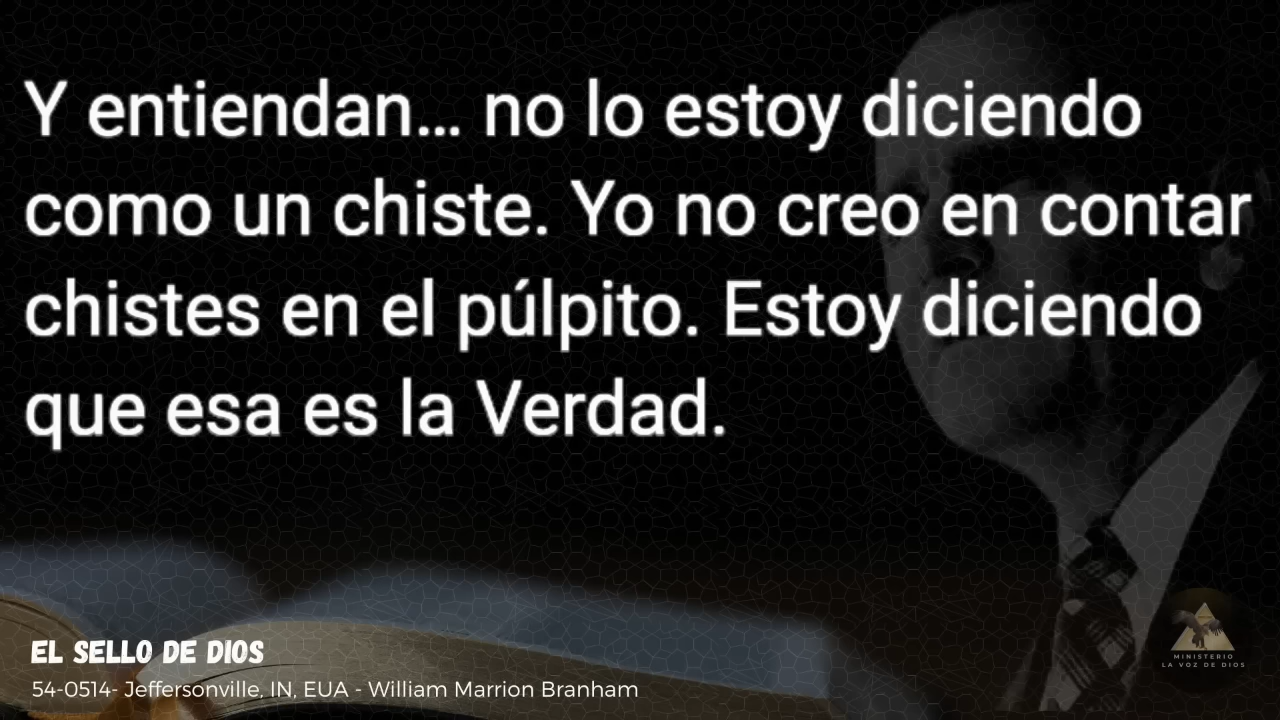 Y entiendan... no lo estoy diciendo
como un chiste. Yo no creo en contar
chistes en el púlpito. Estoy diciendo
que esa es la Verdad.
EL SELLO DE DIOS
54-0514- Jeffersonville, IN, EUA - William Marrion Branham
MINISTERIO
LA VOZ DE DIOS